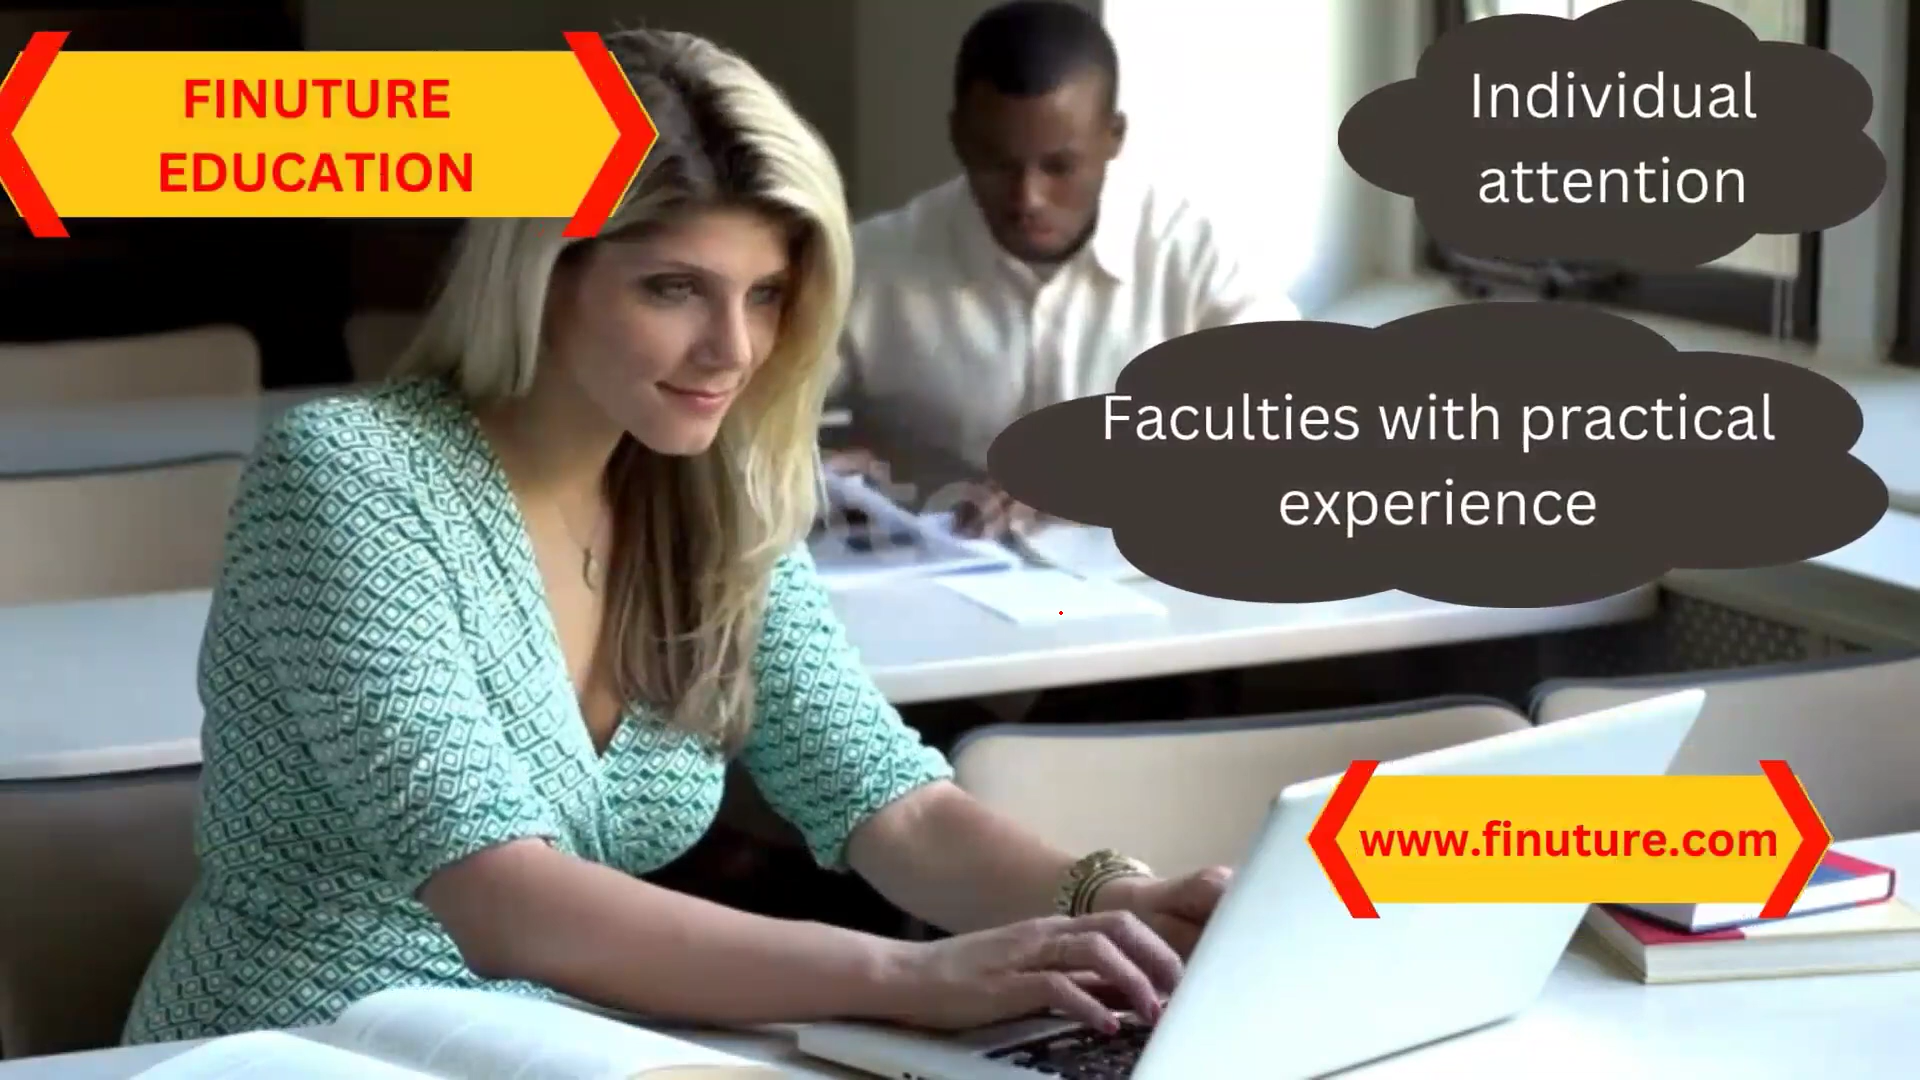 FINUTURE
EDUCATION
Individual
attention
Faculties with practical
experience
www.finuture.com